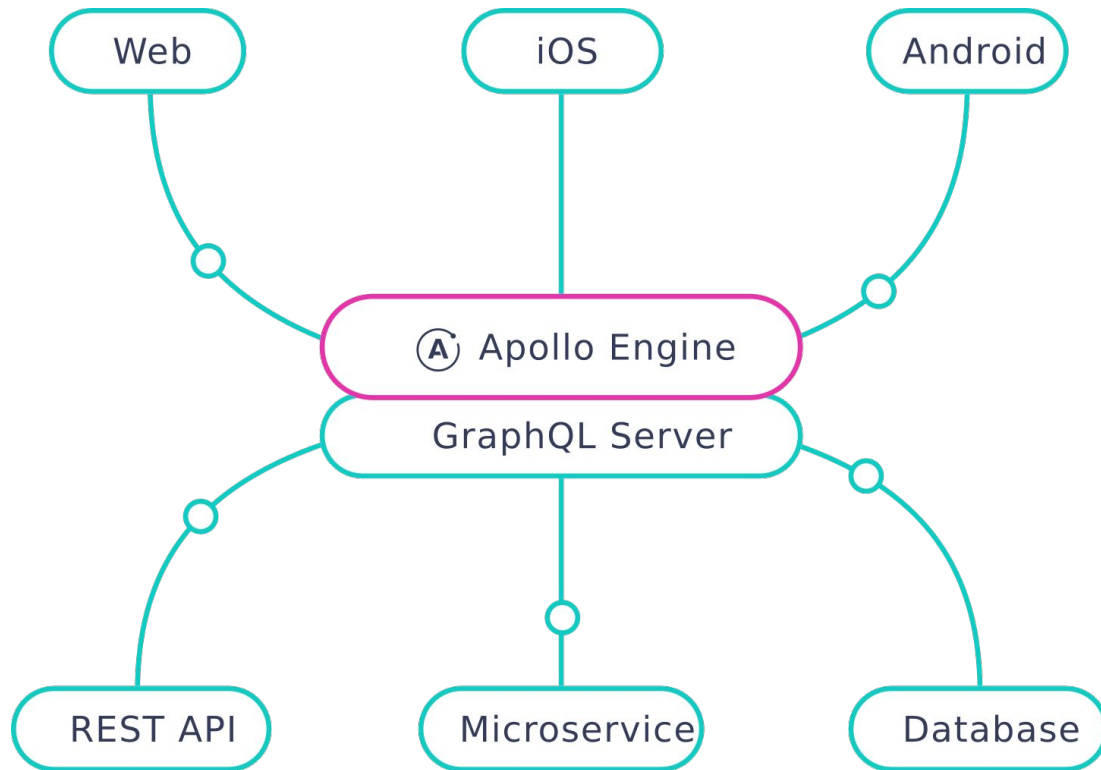 Web
iOS
Android
A Apollo Engine
GraphQL Server
REST API
Microservice
Database